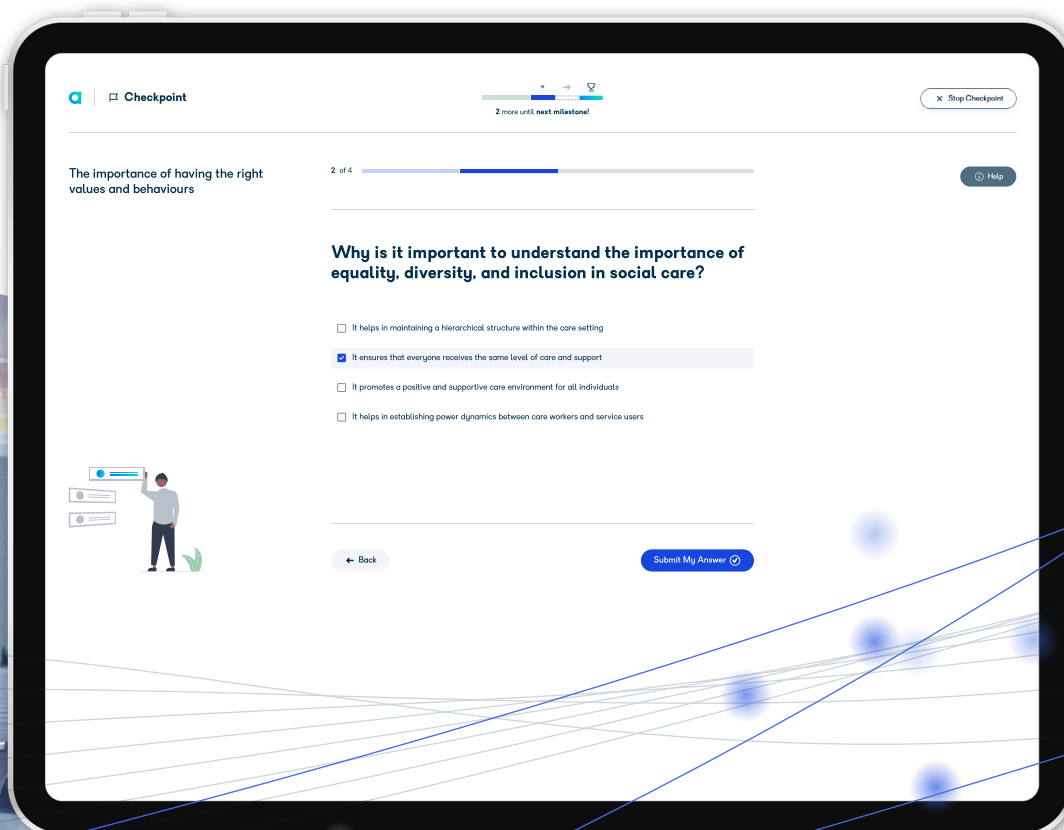 a
Checkpoint
2 more until next milestone!
Stop Checkpoint
The importance of having the right
values and behaviours
2 of 4
Help
Why is it important to understand the importance of
equality, diversity, and inclusion in social care?
It helps in maintaining a hierarchical structure within the care setting
It ensures that everyone receives the same level of care and support
It promotes a positive and supportive care environment for all individuals
It helps in establishing power dynamics between care workers and service users
Back
Submit My Answer